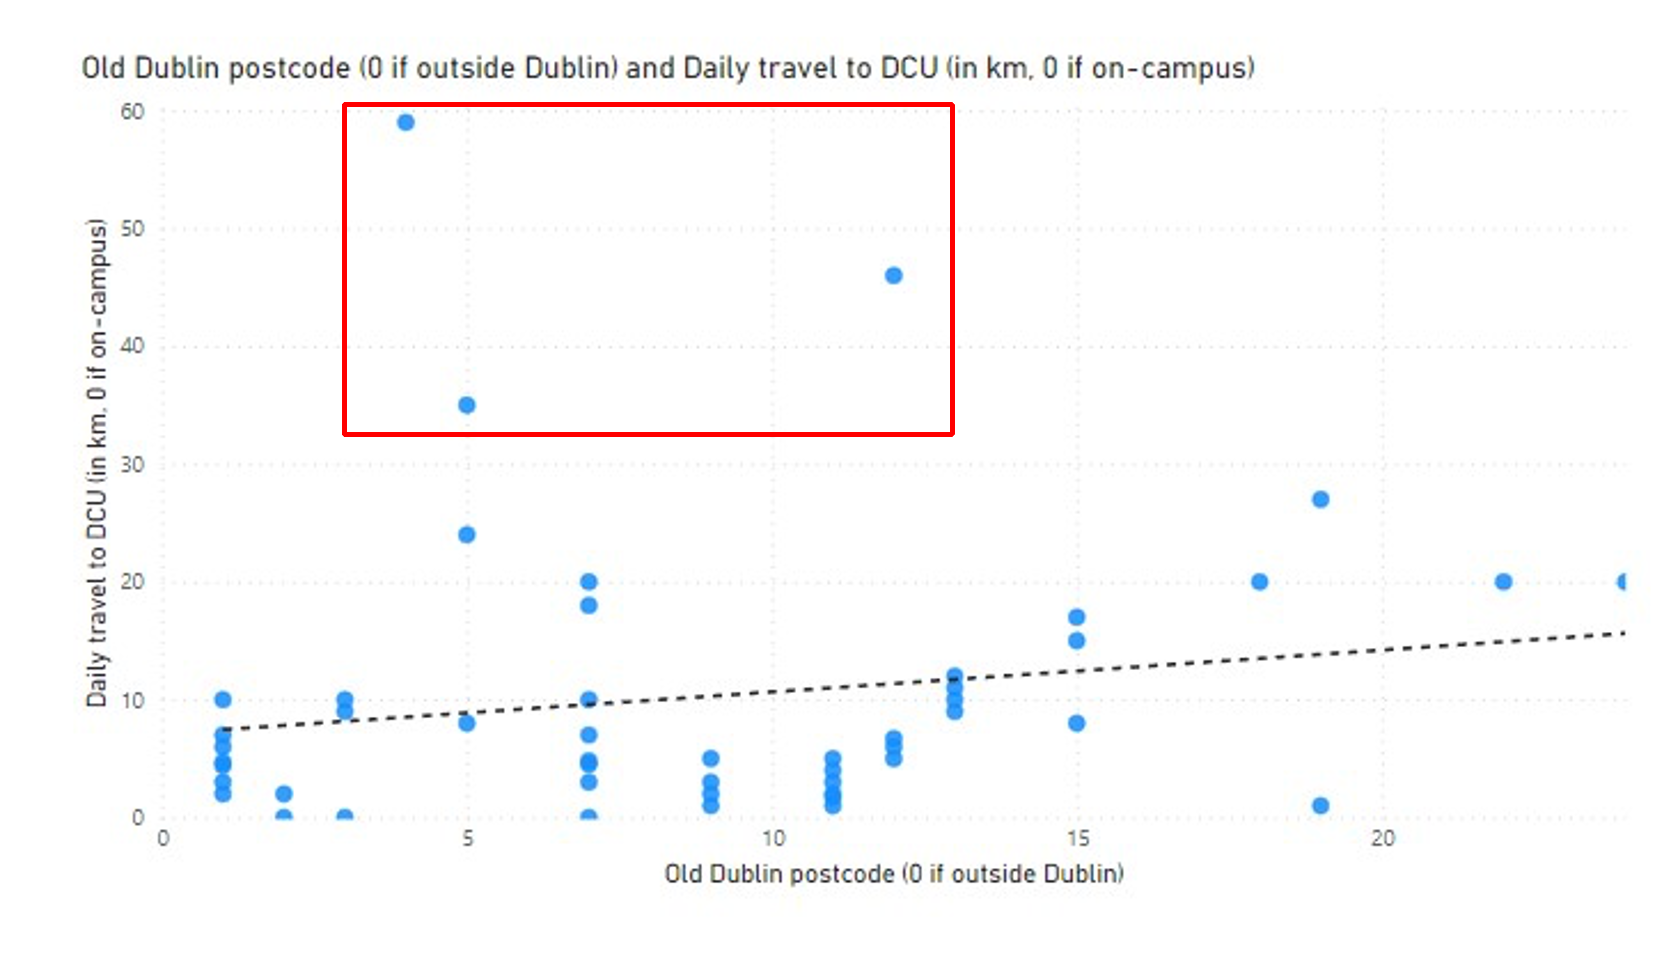 Old Dublin postcode (0 if outside Dublin) and Daily travel to DCU (in km, 0 if on-campus)
Daily travel to DCU (in km, 0 if on-campus)
60
50
40
30
20
10
0
0 5 10 15 20
Old Dublin postcode (0 if outside Dublin)